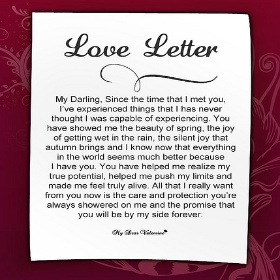 Love Letter
My Darling, Since the time that I met you,
I've experienced things that I has never
thought I was capable of experiencing. You
have showed me the beauty of spring, the joy
of getting wet in the rain, the silent joy that
autumn brings and I know now that everything
in the world seems much better because
I have you. You have helped me realize my
true potential, helped me push my limits and
made me feel truly alive. All that I really want
from you now is the care and protection you're
always showered on me and the promise that
you will be by my side forever.
My Dear Valentine